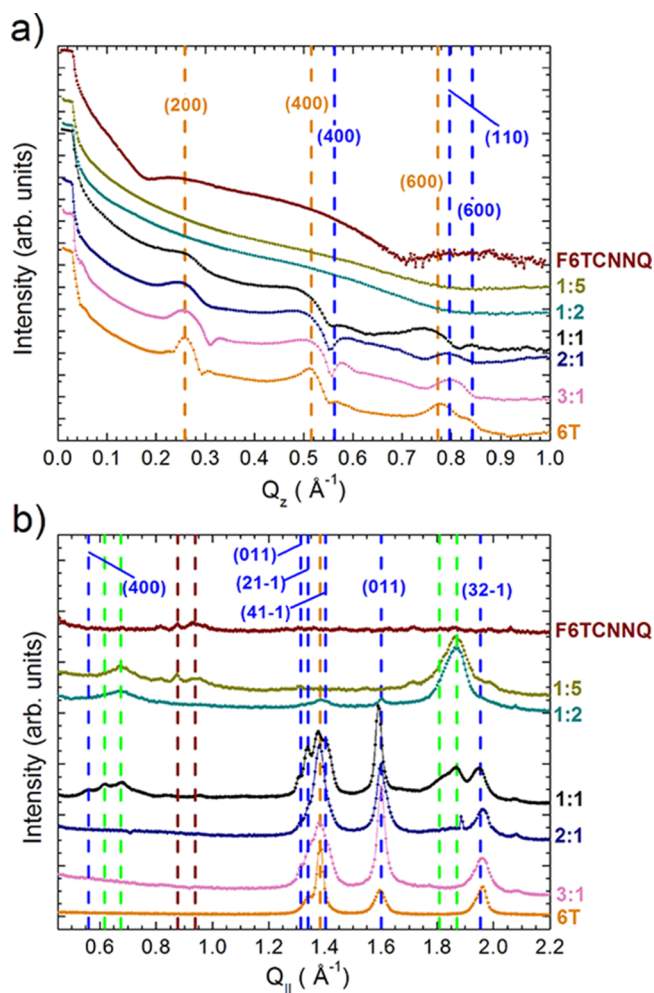 a)
(200)
(400)
(400)
(110)
(600)
(600)
F6TCNNQ
1:5
1:2
1:1
2:1
3:1
6T
Intensity (arb. units)
0.0 0.1 0.2 0.3 0.4 0.5 0.6 0.7 0.8 0.9 1.0
Qz ( Å-1)
b)
(011)
(400)
(21-1)
(011)
(32-1)
(41-1)
F6TCNNQ
1:5
1:2
1:1
2:1
3:1
6T
Intensity (arb. units)
0.6 0.8 1.0 1.2 1.4 1.6 1.8 2.0 2.2
Q|| ( Å-1)